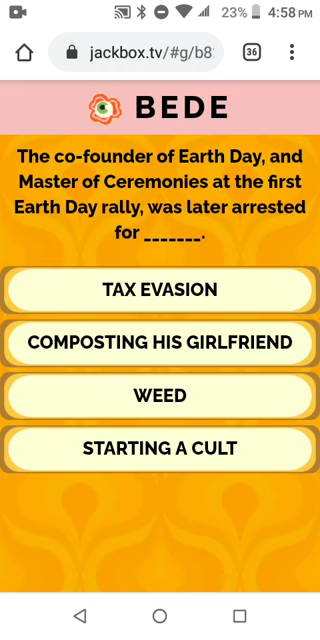 23% 4:58 PM
jackbox.tv/#g/b8 36
BEDE
The co-founder of Earth Day, and
Master of Ceremonies at the first
Earth Day rally, was later arrested
for _______.
TAX EVASION
COMPOSTING HIS GIRLFRIEND
WEED
STARTING A CULT